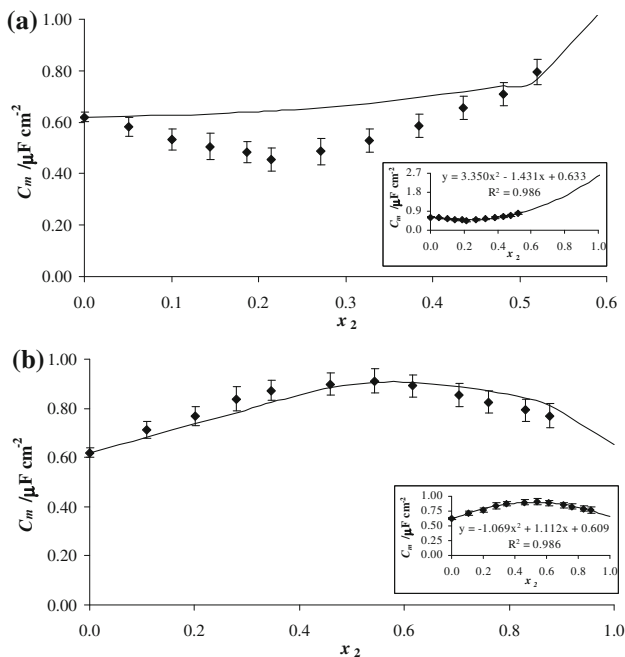 (a)
1.00
0.80
0.60
0.40
0.20
0.00
C_m /µF cm⁻²
0.0 0.1 0.2 0.3 0.4 0.5 0.6
x₂
2.7
1.8
0.9
0.0
C_m /µF cm⁻²
y = 3.350x² - 1.431x + 0.633
R² = 0.986
0.0 0.2 0.4 0.6 0.8 1.0
x₂
(b)
1.00
0.80
0.60
0.40
0.20
0.00
C_m /µF cm⁻²
0.0 0.2 0.4 0.6 0.8 1.0
x₂
1.00
0.75
0.50
0.25
0.00
C_m /µF cm⁻²
y = -1.069x² + 1.112x + 0.609
R² = 0.986
0.0 0.2 0.4 0.6 0.8 1.0
x₂